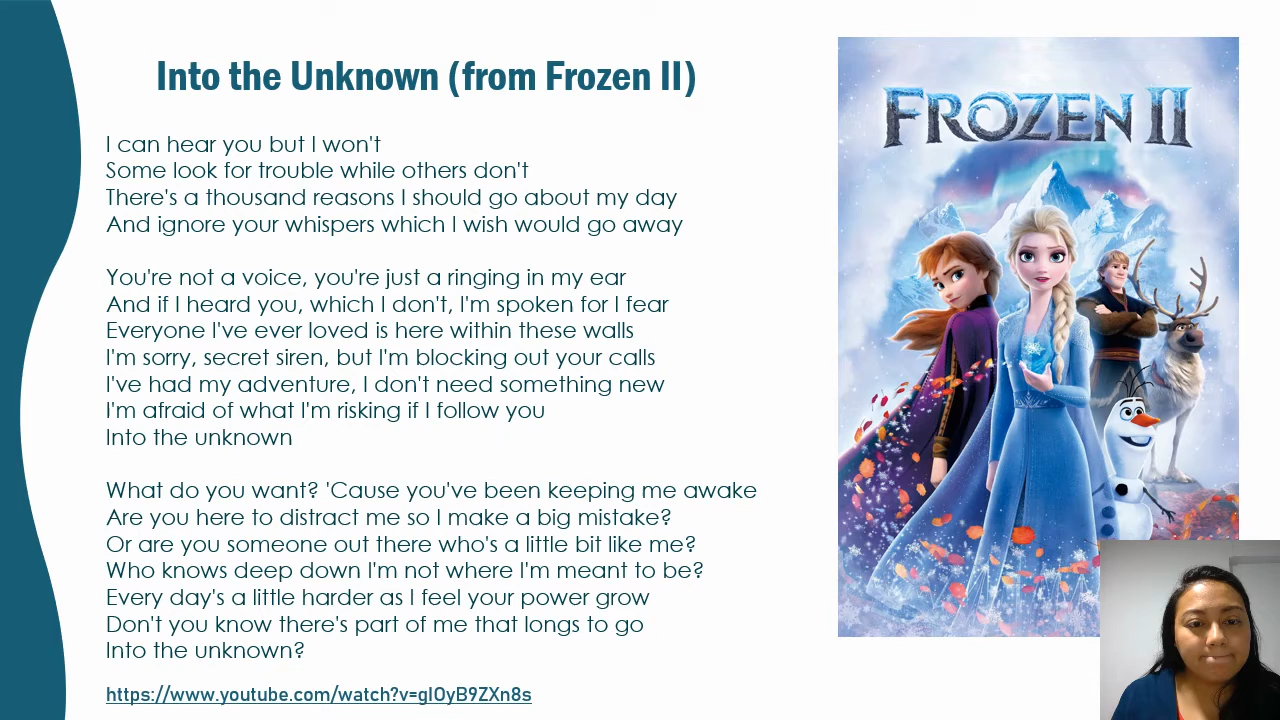 Into the Unknown (from Frozen II)
I can hear you but I won't
Some look for trouble while others don't
There's a thousand reasons I should go about my day
And ignore your whispers which I wish would go away
You're not a voice, you're just a ringing in my ear
And if I heard you, which I don't, I'm spoken for I fear
Everyone I've ever loved is here within these walls
I'm sorry, secret siren, but I'm blocking out your calls
I've had my adventure, I don't need something new
I'm afraid of what I'm risking if I follow you
Into the unknown
What do you want? 'Cause you've been keeping me awake
Are you here to distract me so I make a big mistake?
Or are you someone out there who's a little bit like me?
Who knows deep down I'm not where I'm meant to be?
Every day's a little harder as I feel your power grow
Don't you know there's part of me that longs to go
Into the unknown?
https://www.youtube.com/watch?v=gIOyB9ZXn8s
FROZEN II